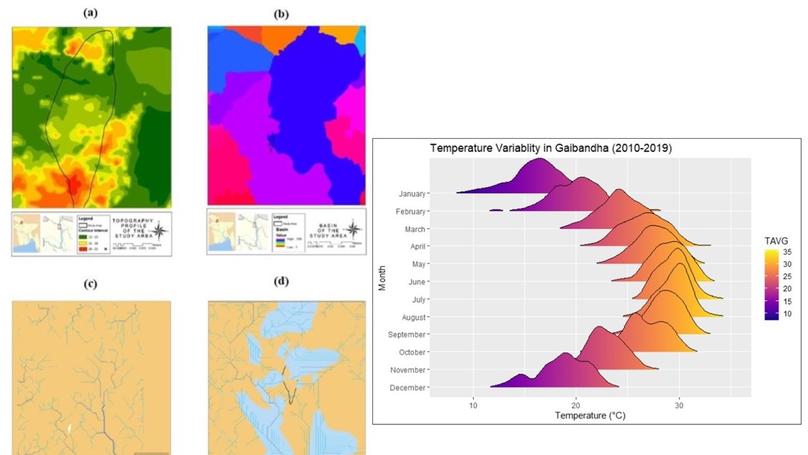 (a)
(b)
Legend
TOPOGRAPHY
PROFILE
OF THE
STUDY AREA
Legend
Basin
Value
BASIN
OF THE
STUDY AREA
(c)
(d)
Temperature Variablity in Gaibandha (2010-2019)
Month
January
February
March
April
May
June
July
August
September
October
November
December
10
20
30
Temperature (°C)
TAVG
35
30
25
20
15
10